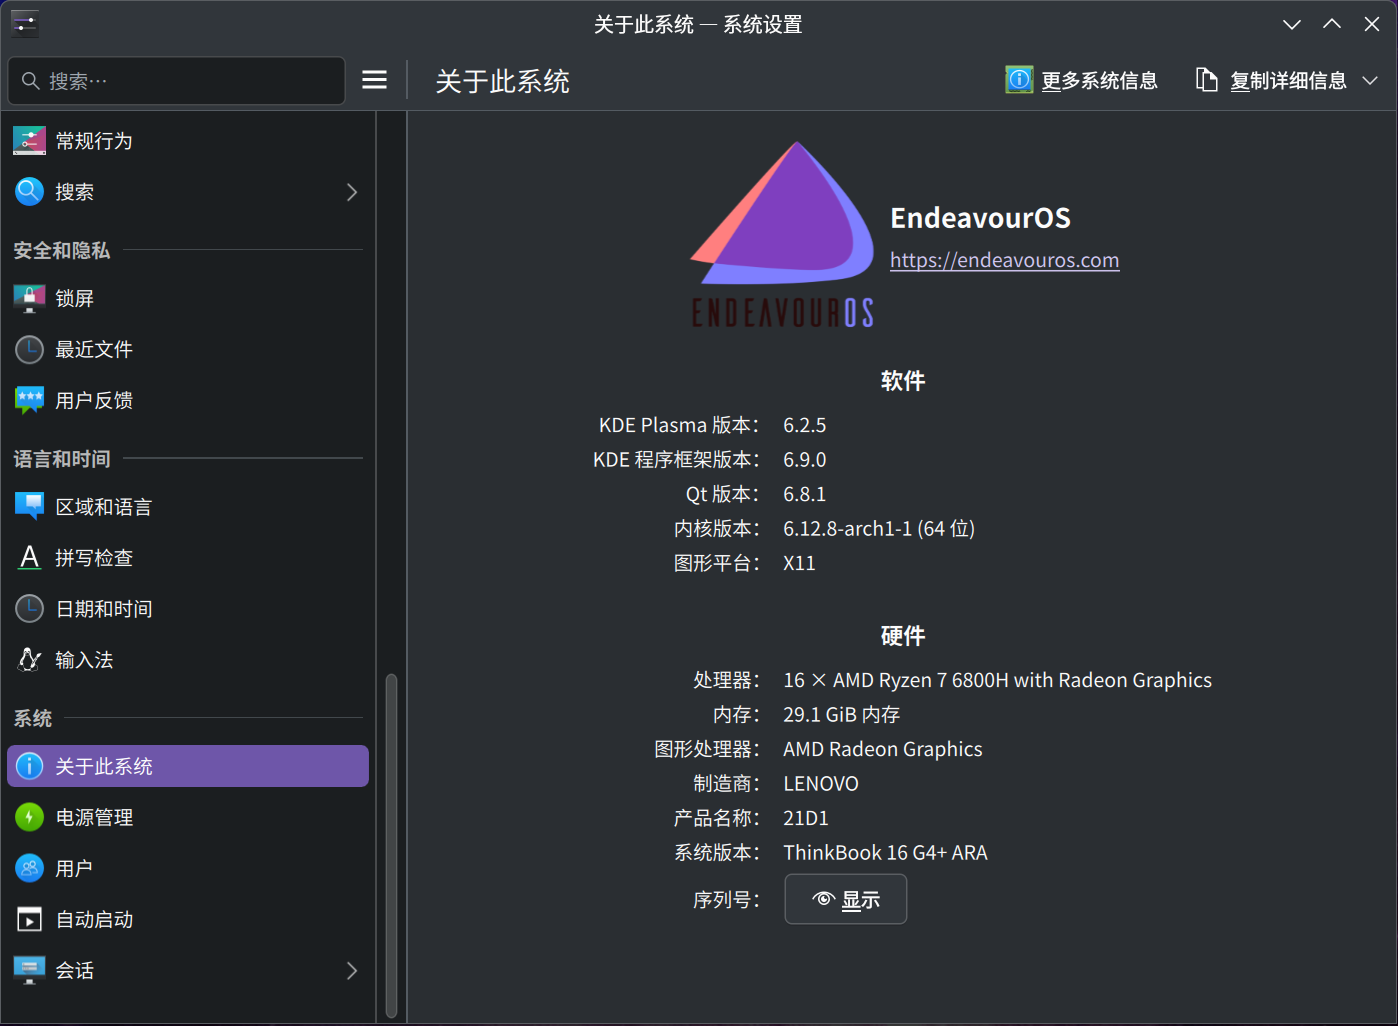 关于此系统 — 系统设置
搜索…
关于此系统
更多系统信息
复制详细信息
常规行为
搜索
安全和隐私
锁屏
最近文件
用户反馈
语言和时间
区域和语言
拼写检查
日期和时间
输入法
系统
关于此系统
电源管理
用户
自动启动
会话
ENDEAVOUROS
EndeavourOS
https://endeavouros.com
软件
KDE Plasma 版本： 6.2.5
KDE 程序框架版本： 6.9.0
Qt 版本： 6.8.1
内核版本： 6.12.8-arch1-1 (64 位)
图形平台： X11
硬件
处理器： 16 × AMD Ryzen 7 6800H with Radeon Graphics
内存： 29.1 GiB 内存
图形处理器： AMD Radeon Graphics
制造商： LENOVO
产品名称： 21D1
系统版本： ThinkBook 16 G4+ ARA
序列号： 显示